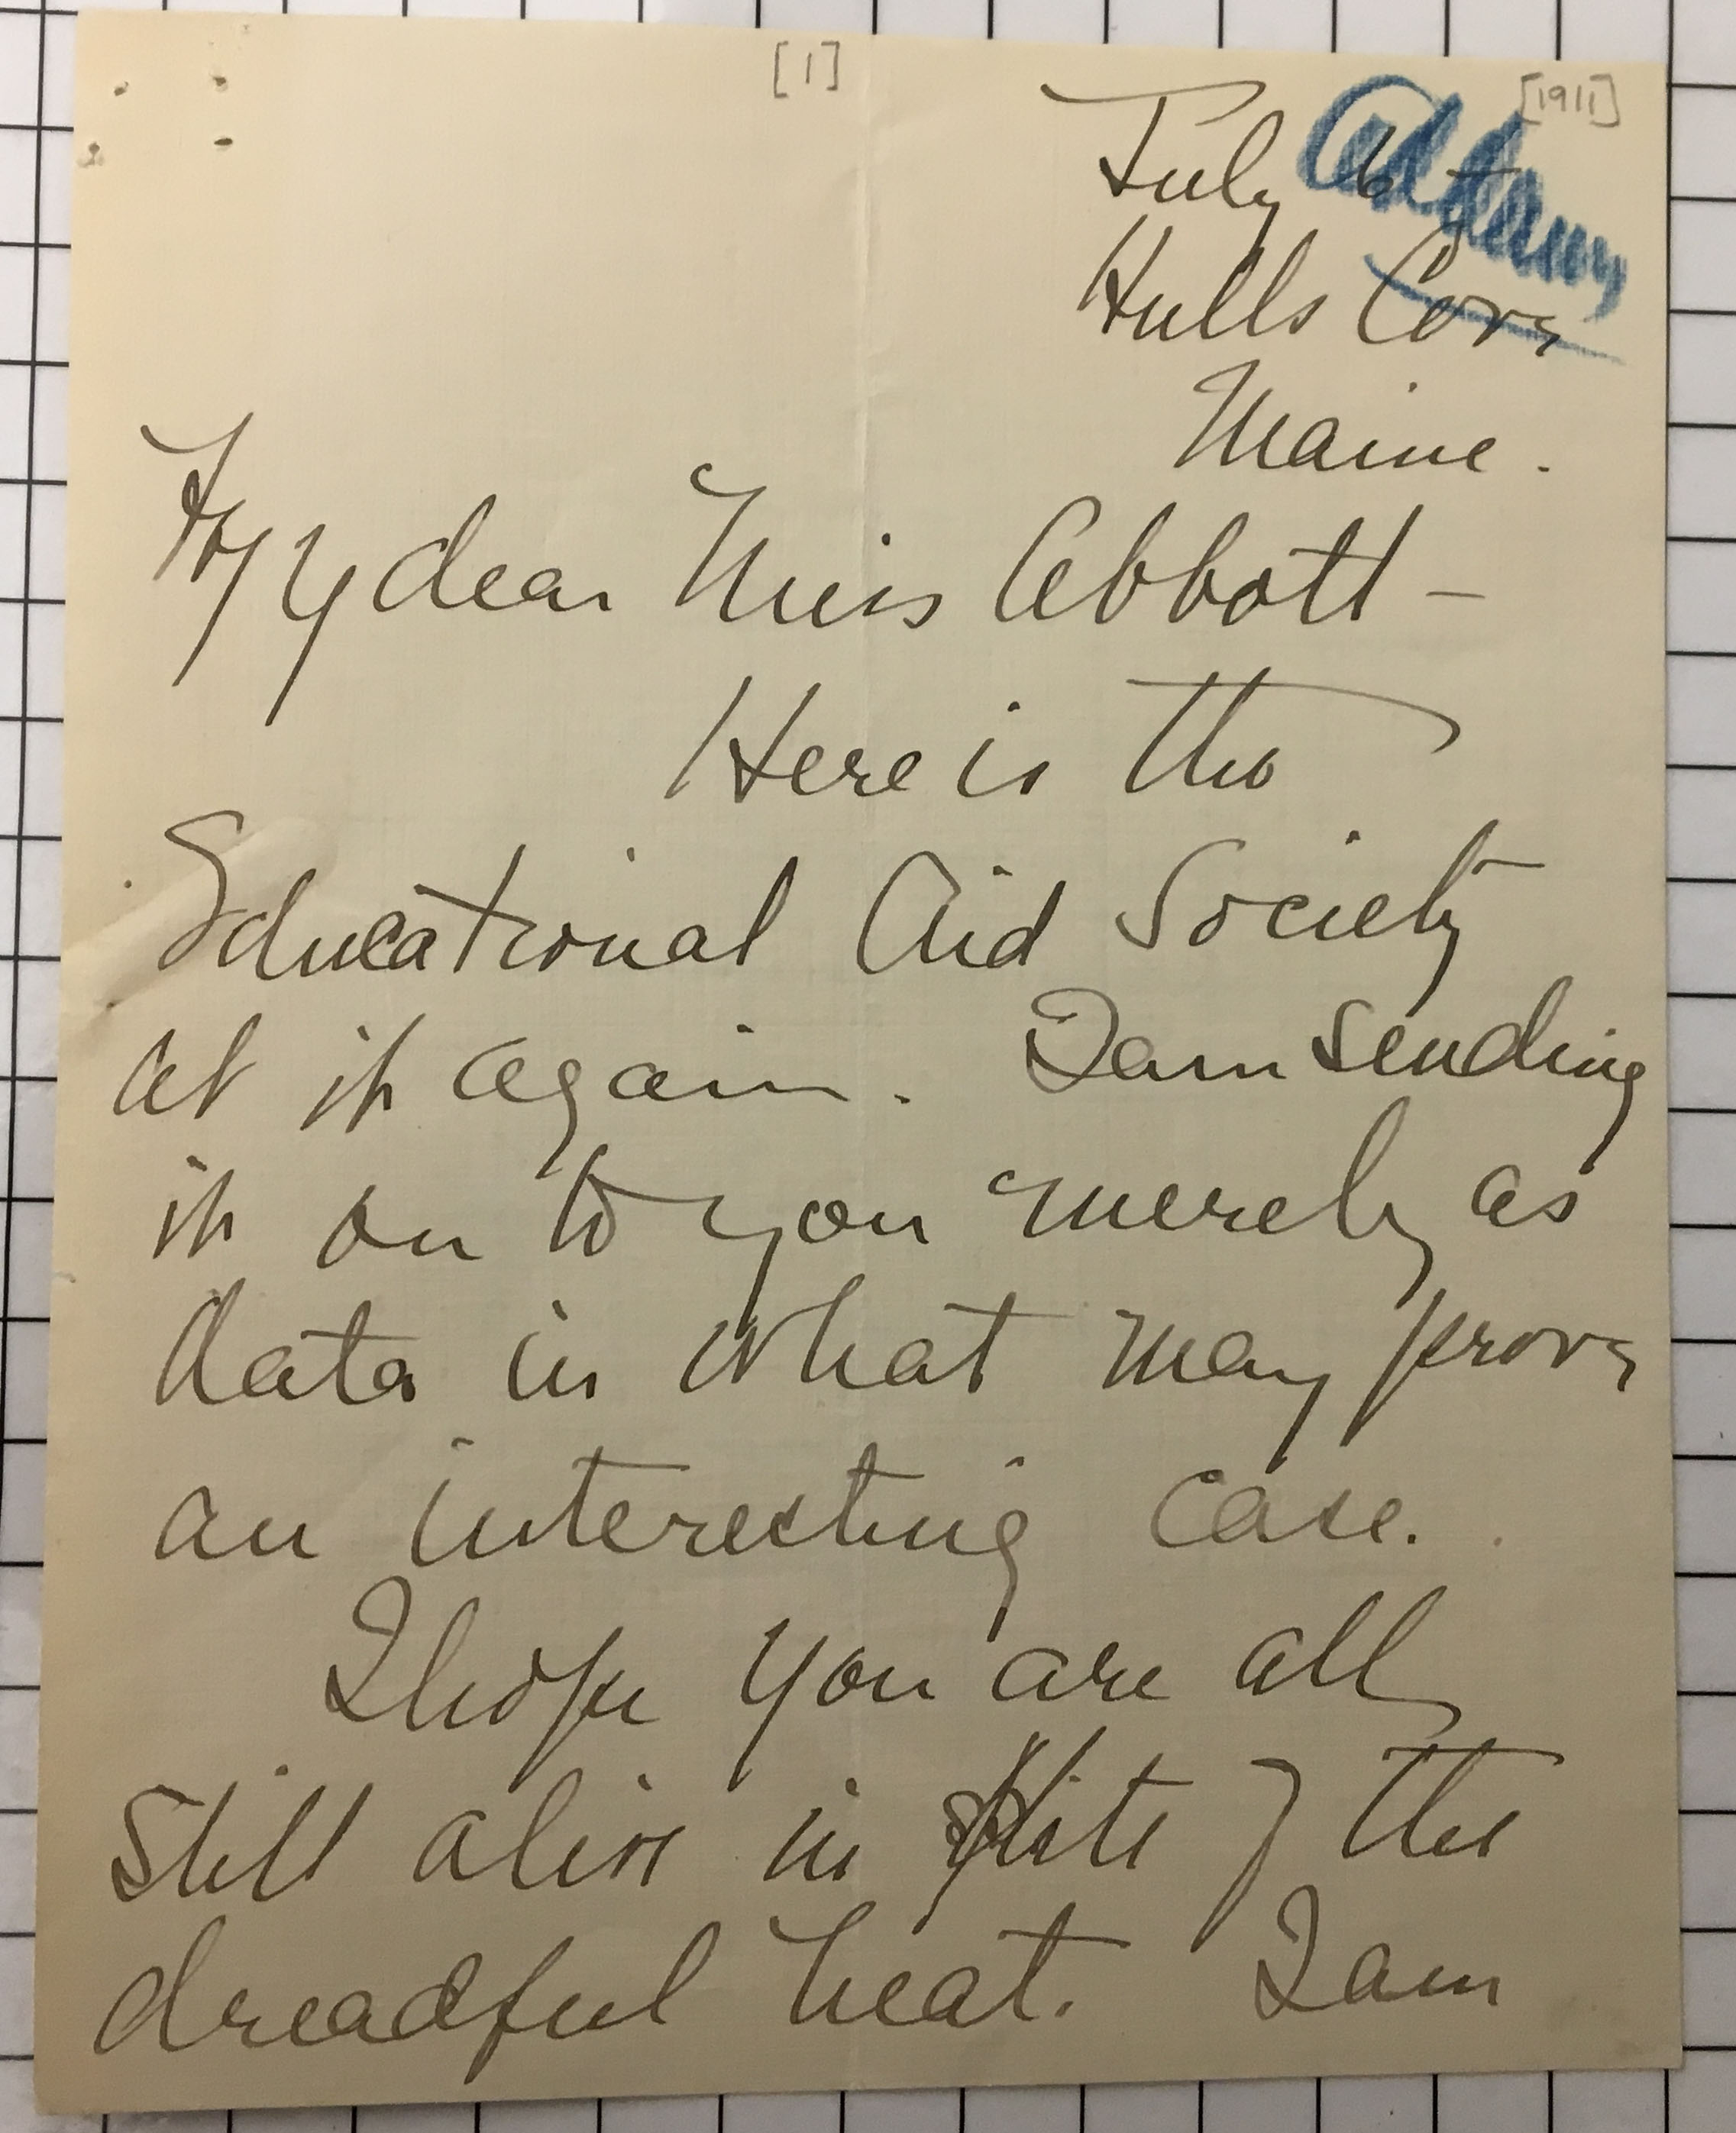 [1]
[1911]
Addams
July 6th
Hulls Cove
Maine.
My dear Miss Abbott –
Here is the
Educational Aid Society
at it again. I am sending
it on to you merely as
data in what may prove
an interesting case.
I hope you are all
still alive in spite of the
dreadful heat. I am